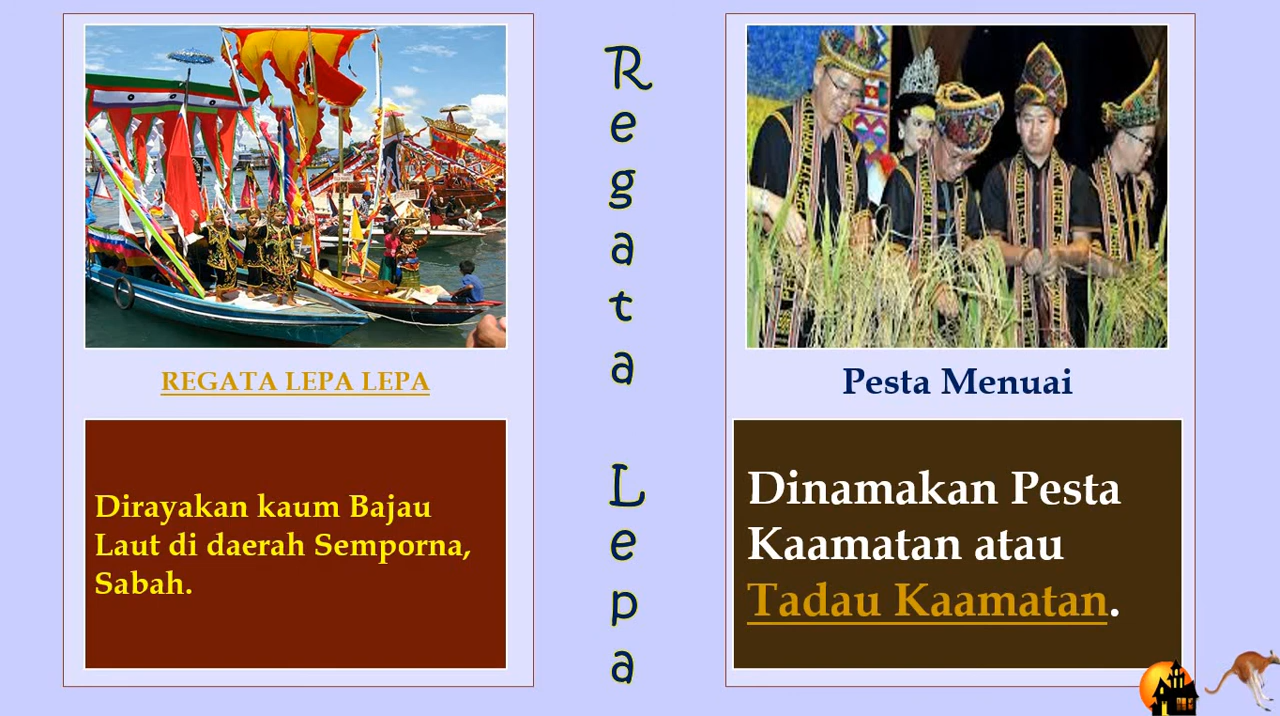 REGATA LEPA LEPA
Dirayakan kaum Bajau
Laut di daerah Semporna,
Sabah.
Regata Lepa
Pesta Menuai
Dinamakan Pesta
Kaamatan atau
Tadau Kaamatan.